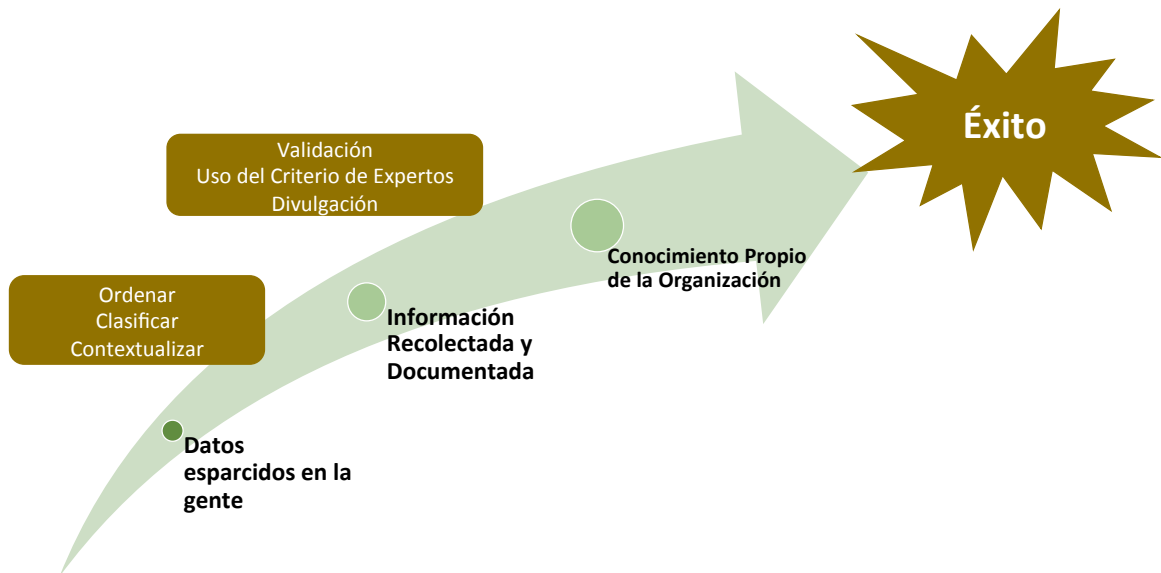 Éxito
Validación
Uso del Criterio de Expertos
Divulgación
Conocimiento Propio
de la Organización
Ordenar
Clasificar
Contextualizar
Información
Recolectada y
Documentada
Datos
esparcidos en la
gente